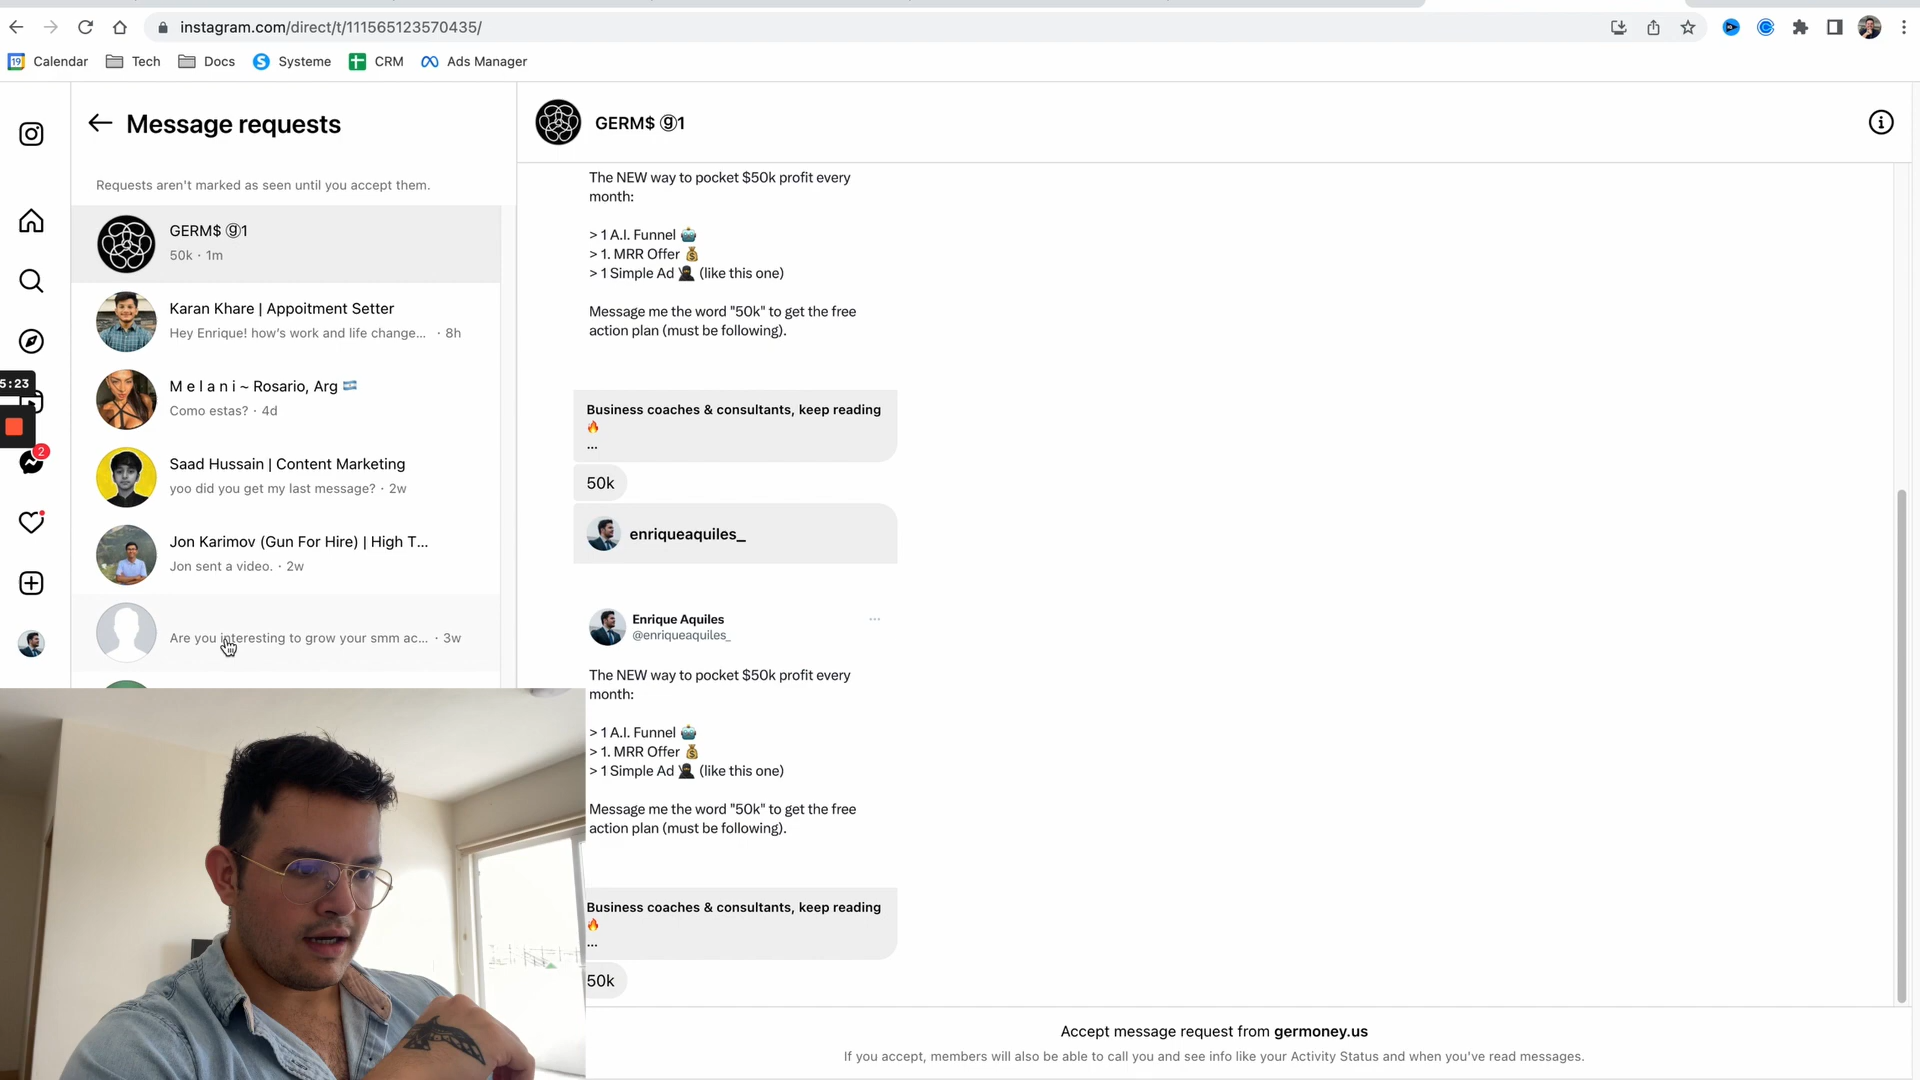 instagram.com/direct/t/111565123570435/
19
Calendar
Tech
Docs
S
Systeme
CRM
Ads Manager
Message requests
Requests aren't marked as seen until you accept them.
GERM$ ⑨1
50k · 1m
Karan Khare | Appoitment Setter
Hey Enrique! how's work and life change... · 8h
M e l a n i ~ Rosario, Arg 🇦🇷
Como estas? · 4d
Saad Hussain | Content Marketing
yoo did you get my last message? · 2w
Jon Karimov (Gun For Hire) | High T...
Jon sent a video. · 2w
Are you interesting to grow your smm ac... · 3w
5:23
2
GERM$ ⑨1
The NEW way to pocket $50k profit every
month:
> 1 A.I. Funnel 🤖
> 1. MRR Offer 💰
> 1 Simple Ad 🥷 (like this one)
Message me the word "50k" to get the free
action plan (must be following).
Business coaches & consultants, keep reading
🔥
...
50k
enriqueaquiles_
Enrique Aquiles
@enriqueaquiles_
...
The NEW way to pocket $50k profit every
month:
> 1 A.I. Funnel 🤖
> 1. MRR Offer 💰
> 1 Simple Ad 🥷 (like this one)
Message me the word "50k" to get the free
action plan (must be following).
Business coaches & consultants, keep reading
🔥
...
50k
Accept message request from germoney.us
If you accept, members will also be able to call you and see info like your Activity Status and when you've read messages.